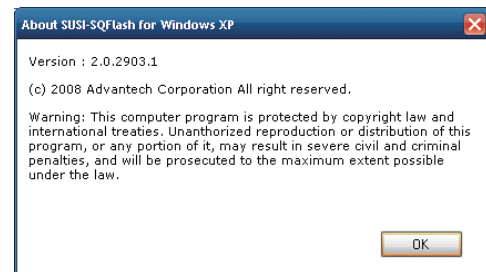 About SUSI-SQFlash for Windows XP
Version : 2.0.2903.1
(c) 2008 Advantech Corporation All right reserved.
Warning: This computer program is protected by copyright law and
international treaties. Unanthorized reproduction or distribution of this
program, or any portion of it, may result in severe civil and criminal
penalties, and will be prosecuted to the maximum extent possible
under the law.
OK